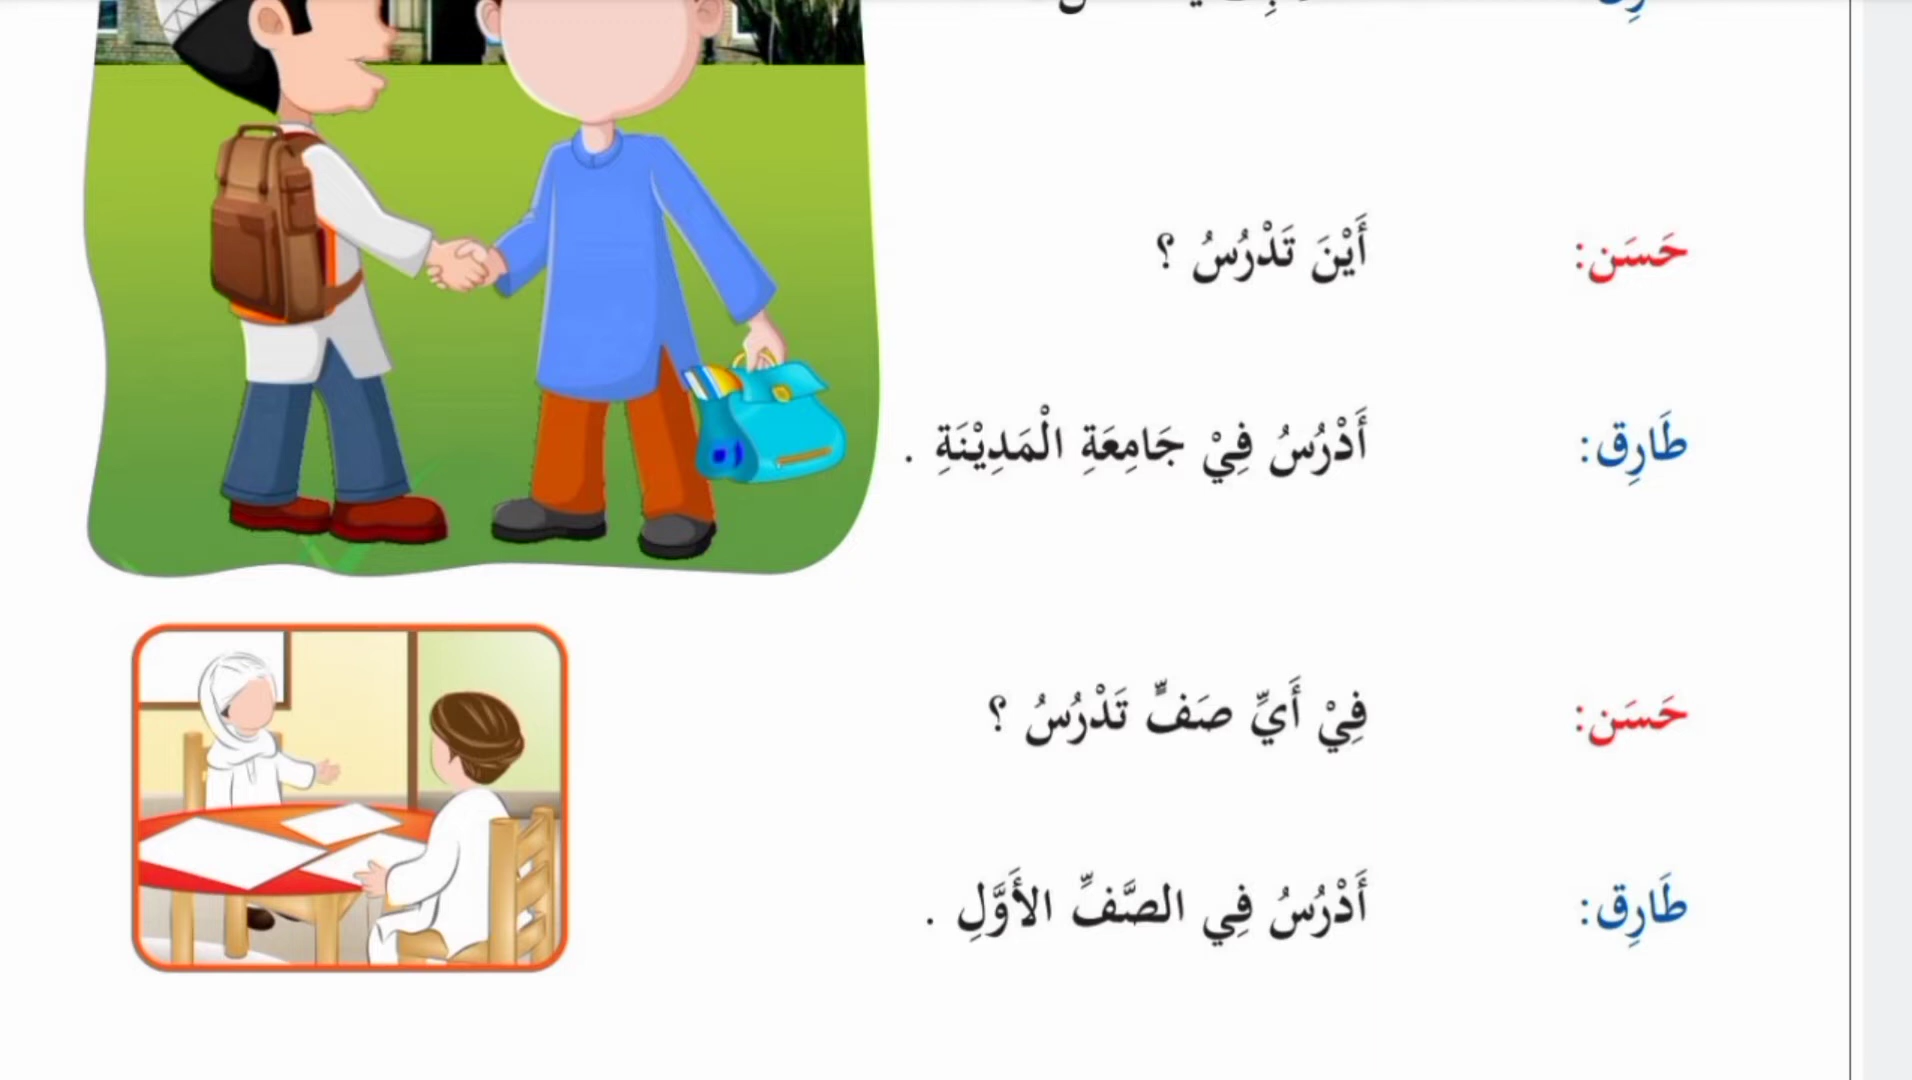 حَسَن: أَيْنَ تَدْرُسُ ؟
طَارِق: أَدْرُسُ فِيْ جَامِعَةِ الْمَدِيْنَةِ .
حَسَن: فِيْ أَيِّ صَفٍّ تَدْرُسُ ؟
طَارِق: أَدْرُسُ فِي الصَّفِّ الأَوَّلِ .